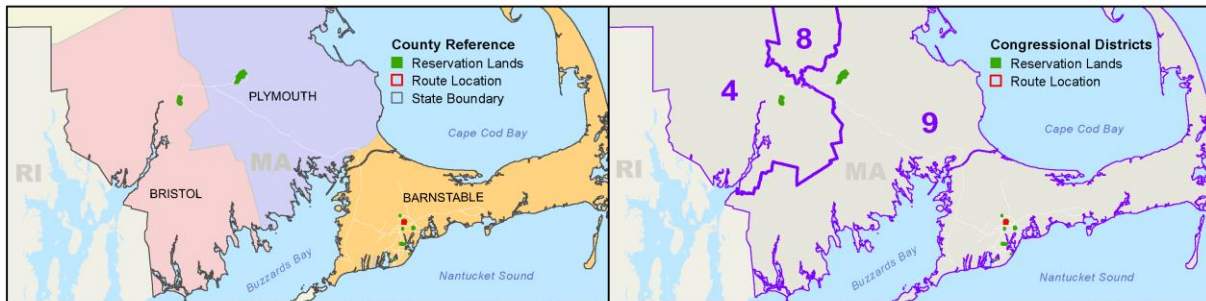 County Reference
Reservation Lands
Route Location
State Boundary
PLYMOUTH
Cape Cod Bay
MA
RI
BRISTOL
BARNSTABLE
Buzzards Bay
Nantucket Sound
8
Congressional Districts
Reservation Lands
Route Location
4
9
Cape Cod Bay
MA
RI
Buzzards Bay
Nantucket Sound